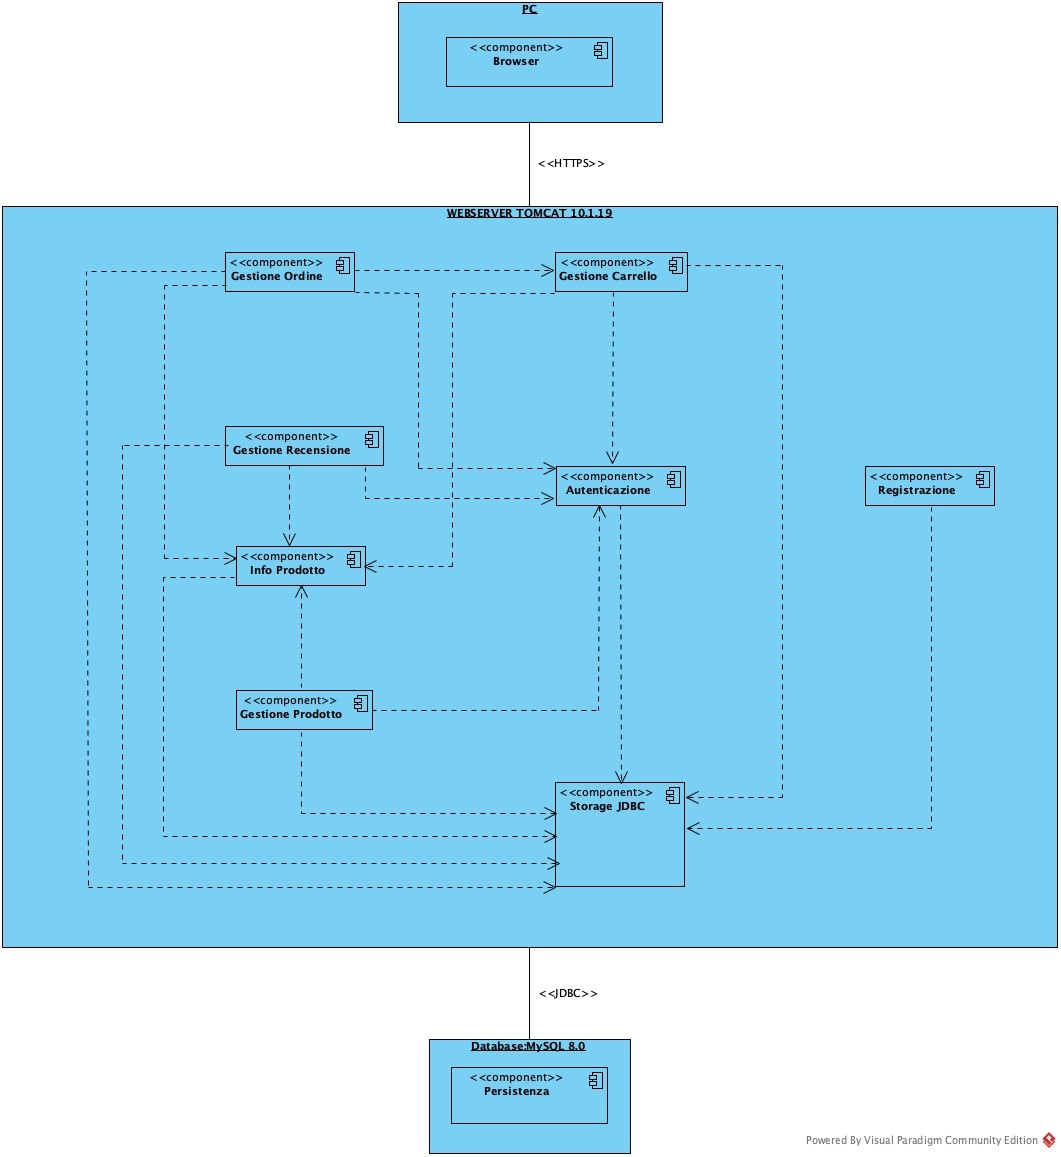 PC
<<component>>
Browser
<<HTTPS>>
WEBSERVER TOMCAT 10.1.19
<<component>>
Gestione Ordine
<<component>>
Gestione Carrello
<<component>>
Gestione Recensione
<<component>>
Autenticazione
<<component>>
Registrazione
<<component>>
Info Prodotto
<<component>>
Gestione Prodotto
<<component>>
Storage JDBC
<<JDBC>>
Database:MySQL 8.0
<<component>>
Persistenza
Powered By Visual Paradigm Community Edition